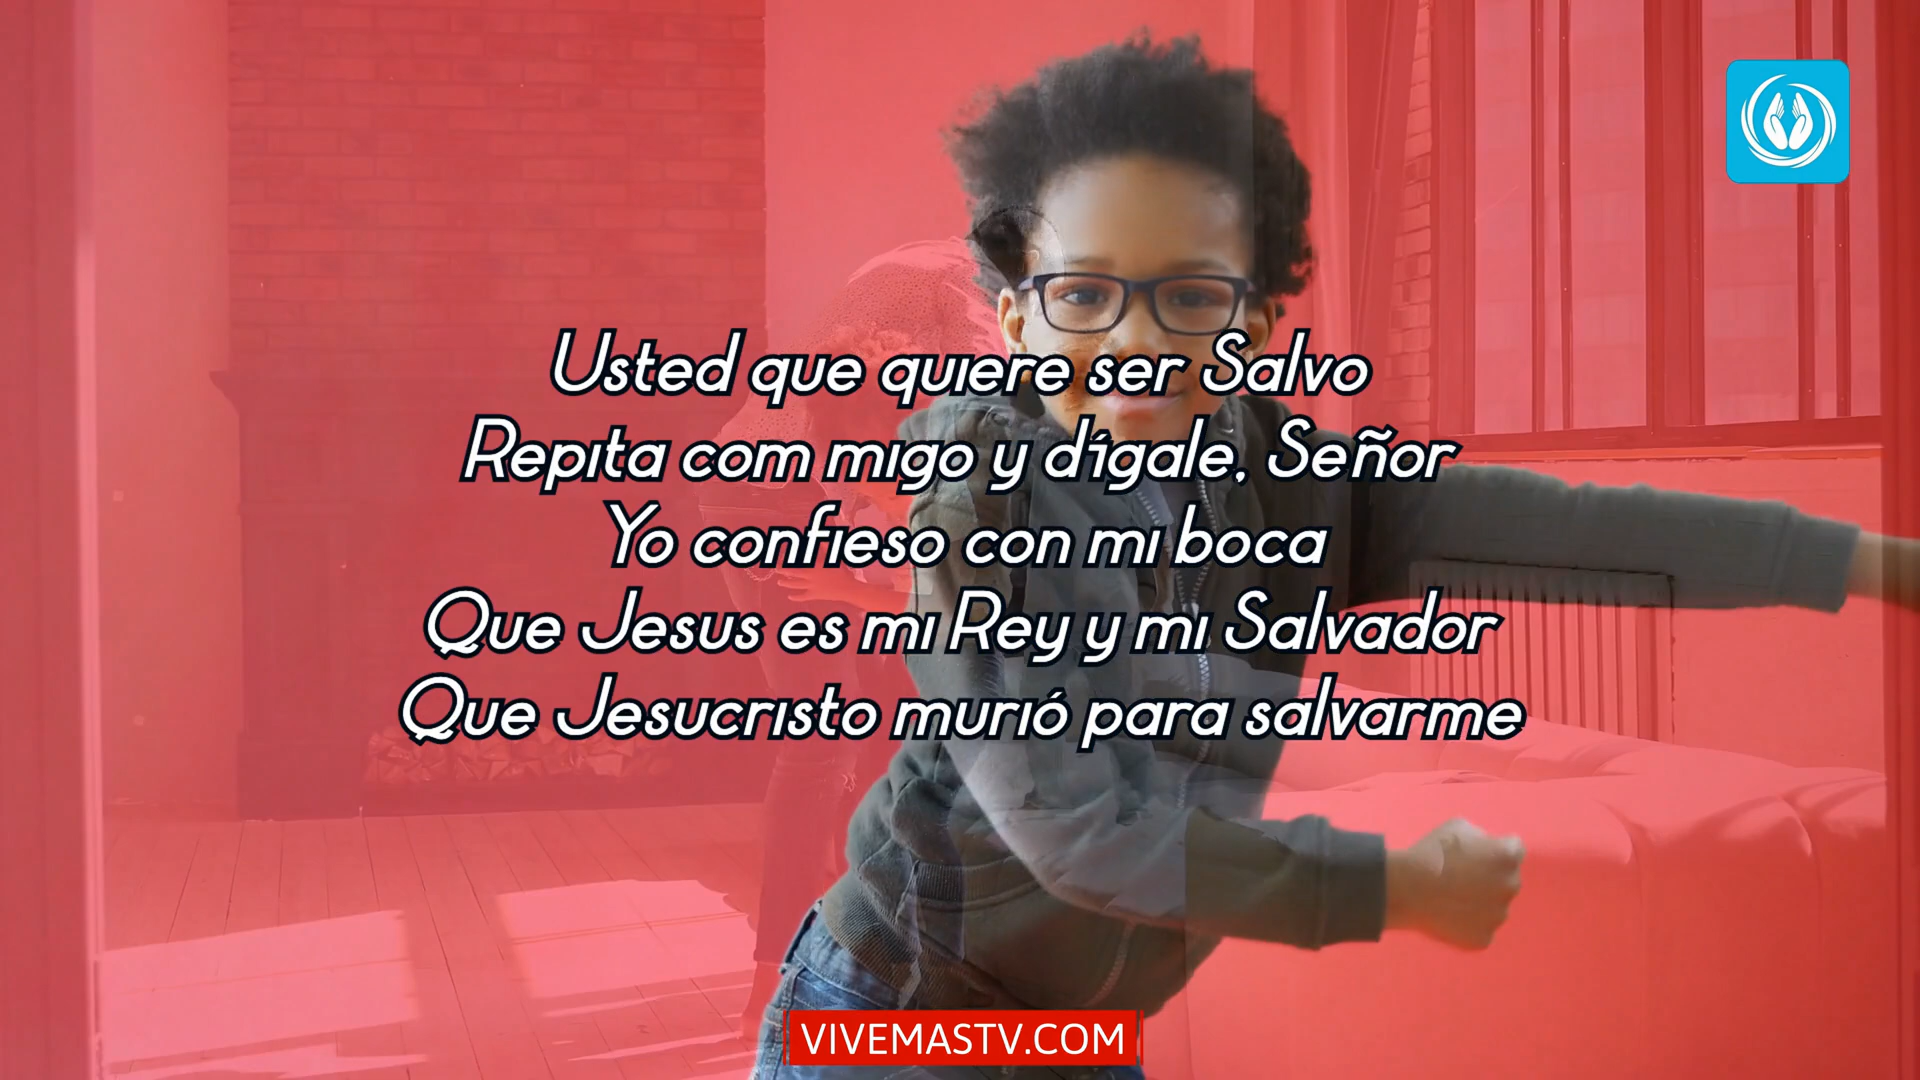 Usted que quiere ser Salvo
Repita com migo y dígale, Señor
Yo confieso con mi boca
Que Jesus es mi Rey y mi Salvador
Que Jesucristo murió para salvarme
VIVEMASTV.COM